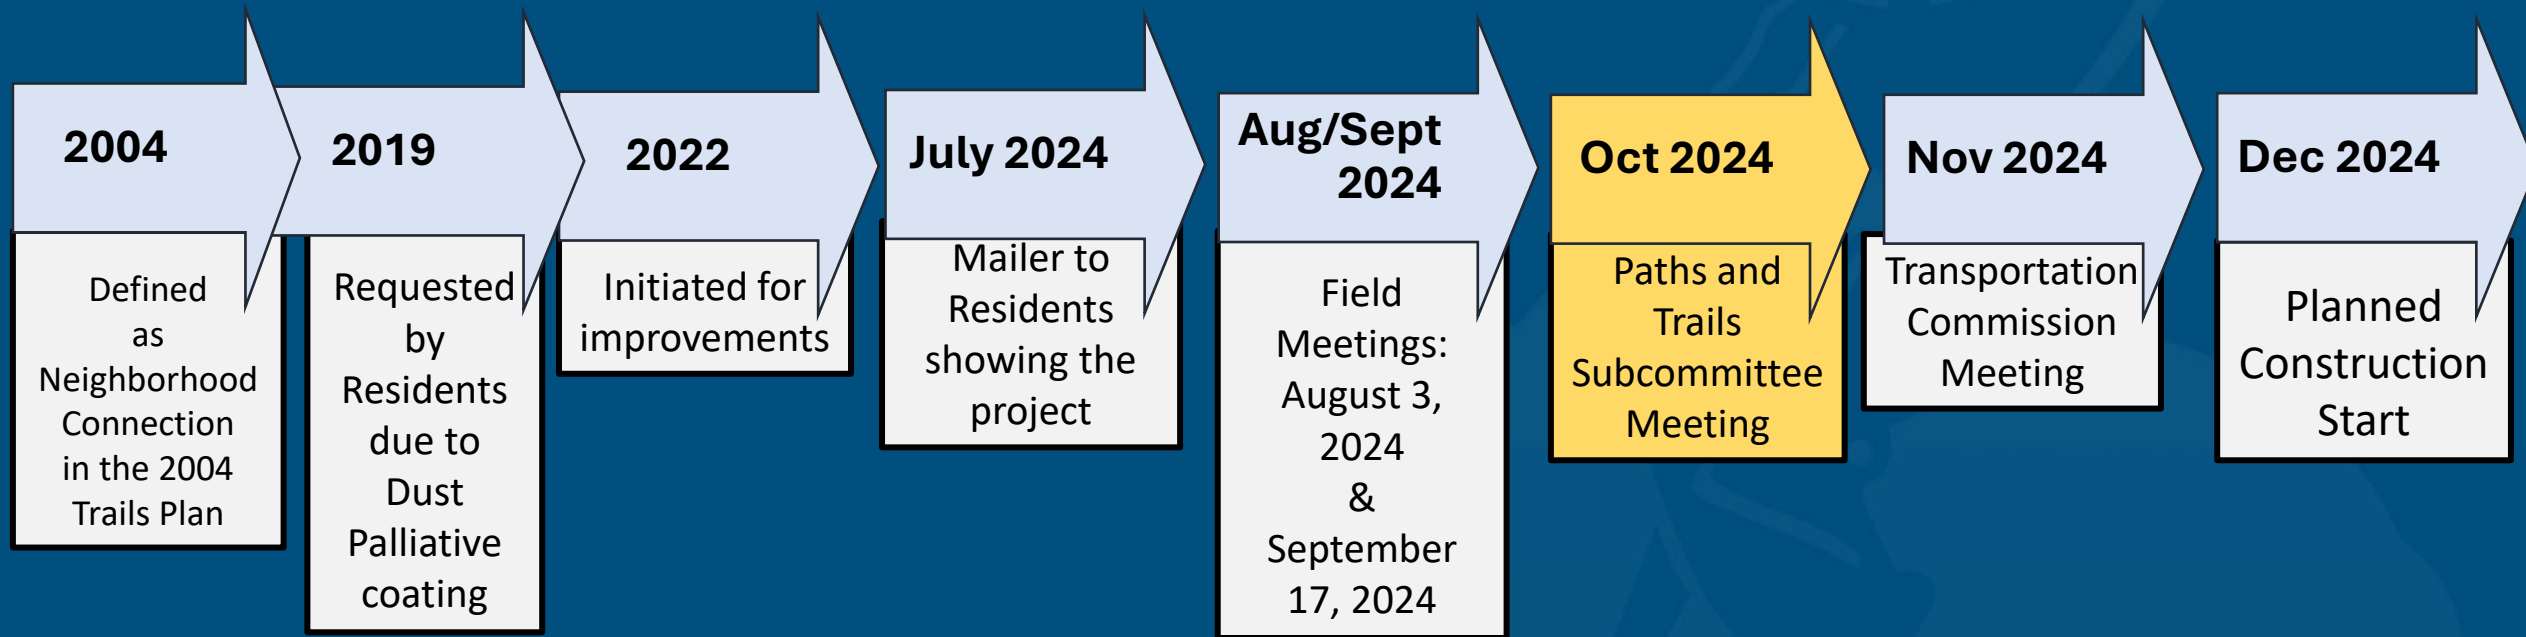 2004
Defined
as
Neighborhood
Connection
in the 2004
Trails Plan
2019
Requested
by
Residents
due to
Dust
Palliative
coating
2022
Initiated for
improvements
July 2024
Mailer to
Residents
showing the
project
Aug/Sept
2024
Field
Meetings:
August 3,
2024
&
September
17, 2024
Oct 2024
Paths and
Trails
Subcommittee
Meeting
Nov 2024
Transportation
Commission
Meeting
Dec 2024
Planned
Construction
Start